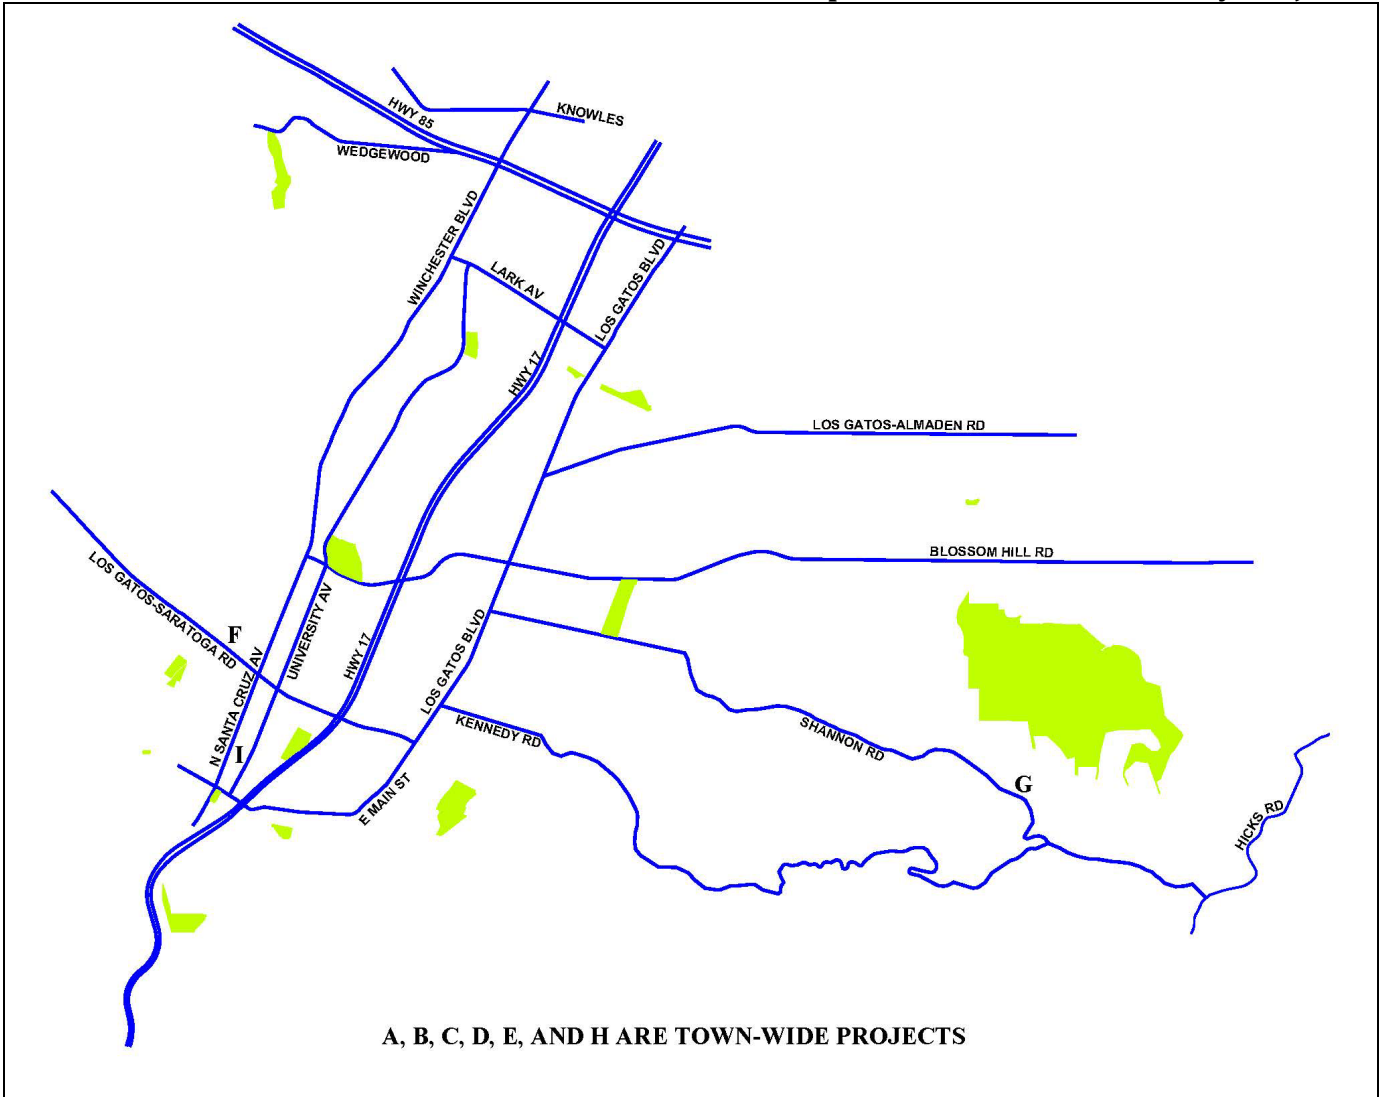 HWY 85
KNOWLES
WEDGEWOOD
WINCHESTER BLVD
LARK AV
LOS GATOS BLVD
HWY 17
LOS GATOS-ALMADEN RD
BLOSSOM HILL RD
LOS GATOS-SARATOGA RD
F
UNIVERSITY AV
HWY 17
LOS GATOS BLVD
N SANTA CRUZ AV
KENNEDY RD
SHANNON RD
I
G
E MAIN ST
HICKS RD
A, B, C, D, E, AND H ARE TOWN-WIDE PROJECTS